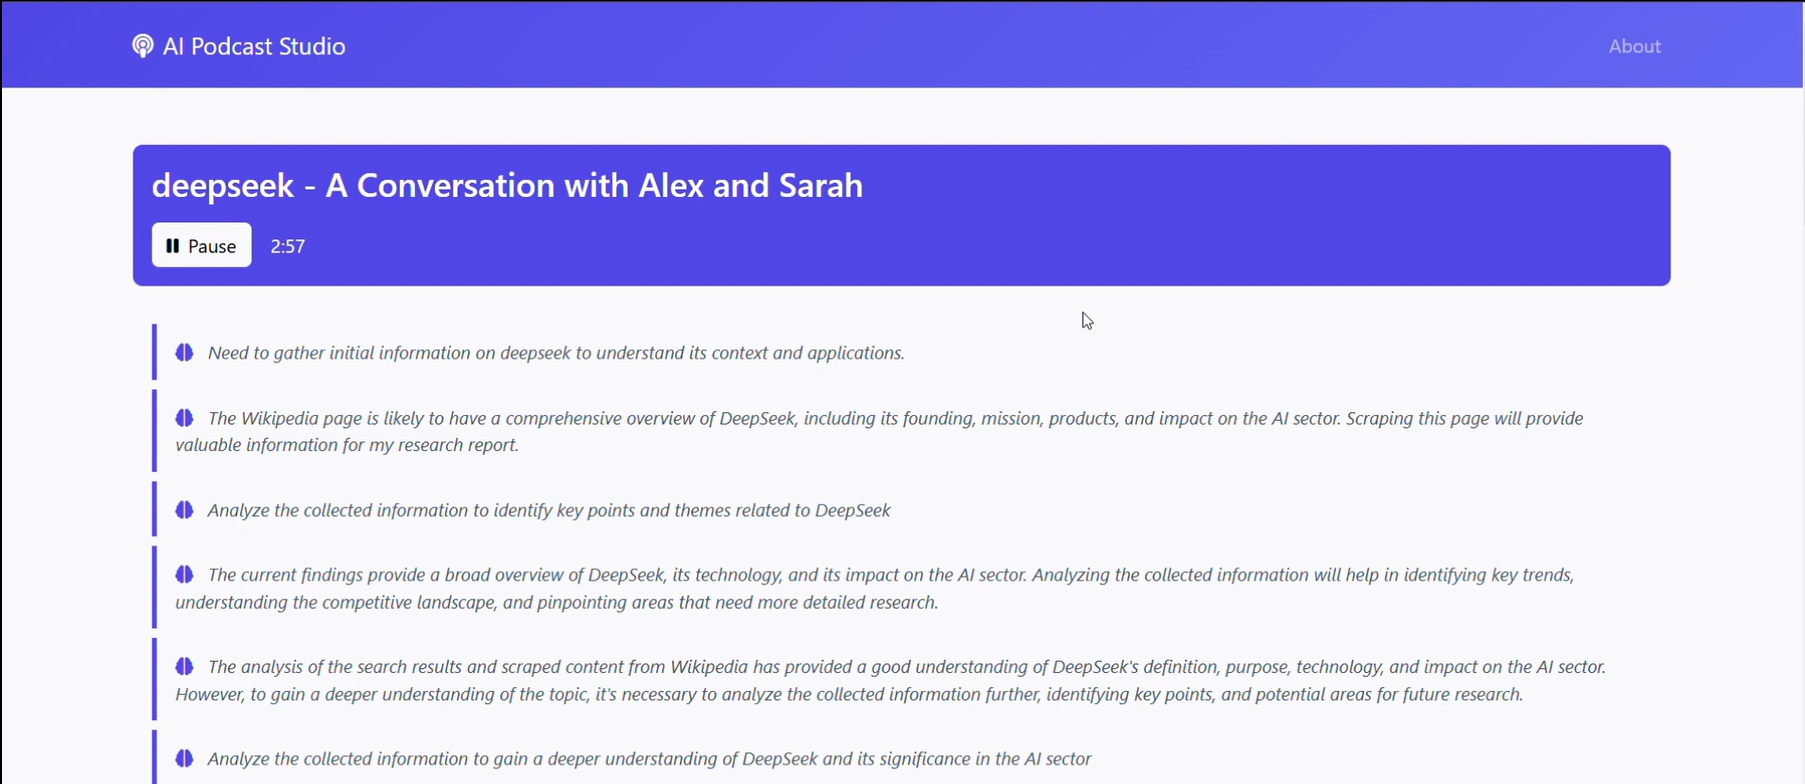 AI Podcast Studio
About
deepseek - A Conversation with Alex and Sarah
Pause 2:57
Need to gather initial information on deepseek to understand its context and applications.
The Wikipedia page is likely to have a comprehensive overview of DeepSeek, including its founding, mission, products, and impact on the AI sector. Scraping this page will provide
valuable information for my research report.
Analyze the collected information to identify key points and themes related to DeepSeek
The current findings provide a broad overview of DeepSeek, its technology, and its impact on the AI sector. Analyzing the collected information will help in identifying key trends,
understanding the competitive landscape, and pinpointing areas that need more detailed research.
The analysis of the search results and scraped content from Wikipedia has provided a good understanding of DeepSeek's definition, purpose, technology, and impact on the AI sector.
However, to gain a deeper understanding of the topic, it's necessary to analyze the collected information further, identifying key points, and potential areas for future research.
Analyze the collected information to gain a deeper understanding of DeepSeek and its significance in the AI sector